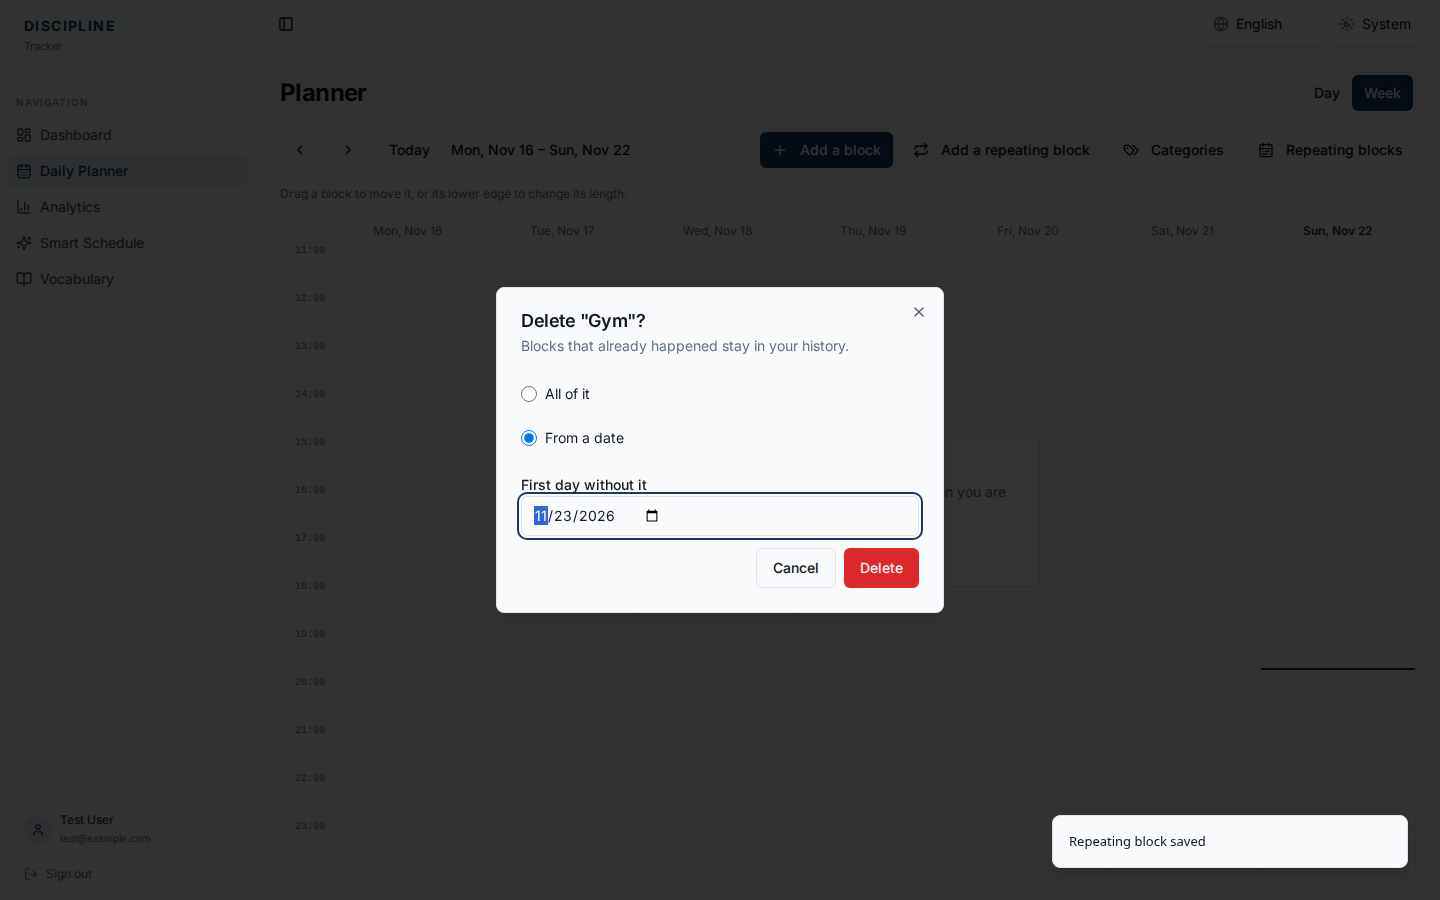 DISCIPLINE
Tracker
English
System
NAVIGATION
Dashboard
Daily Planner
Analytics
Smart Schedule
Vocabulary
Planner
Day
Week
Today
Mon, Nov 16 – Sun, Nov 22
Add a block
Add a repeating block
Categories
Repeating blocks
Drag a block to move it, or its lower edge to change its length.
Mon, Nov 16
Tue, Nov 17
Wed, Nov 18
Thu, Nov 19
Fri, Nov 20
Sat, Nov 21
Sun, Nov 22
11:00
12:00
13:00
14:00
15:00
16:00
17:00
18:00
19:00
20:00
21:00
22:00
23:00
n you are
Delete "Gym"?
Blocks that already happened stay in your history.
All of it
From a date
First day without it
11/23/2026
Cancel
Delete
Test User
test@example.com
Sign out
Repeating block saved